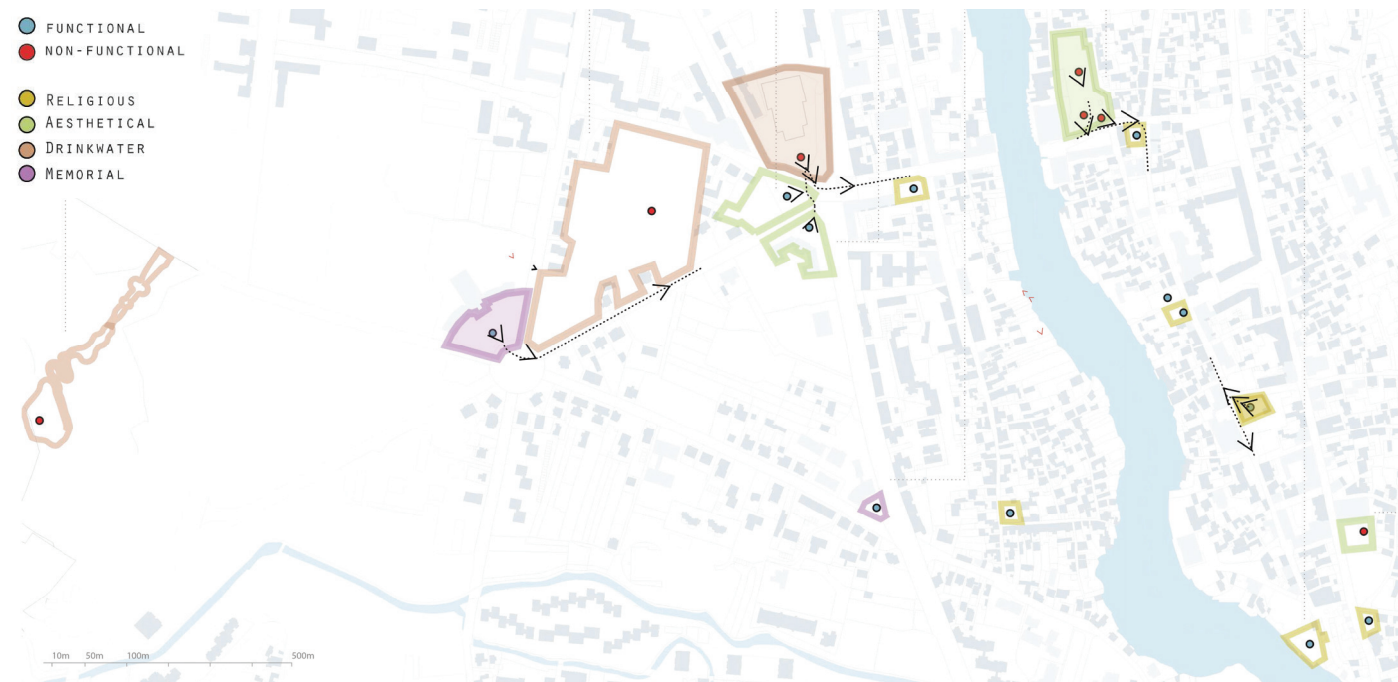 FUNCTIONAL
NON-FUNCTIONAL
RELIGIOUS
AESTHETICAL
DRINKWATER
MEMORIAL
10m 50m 100m 500m